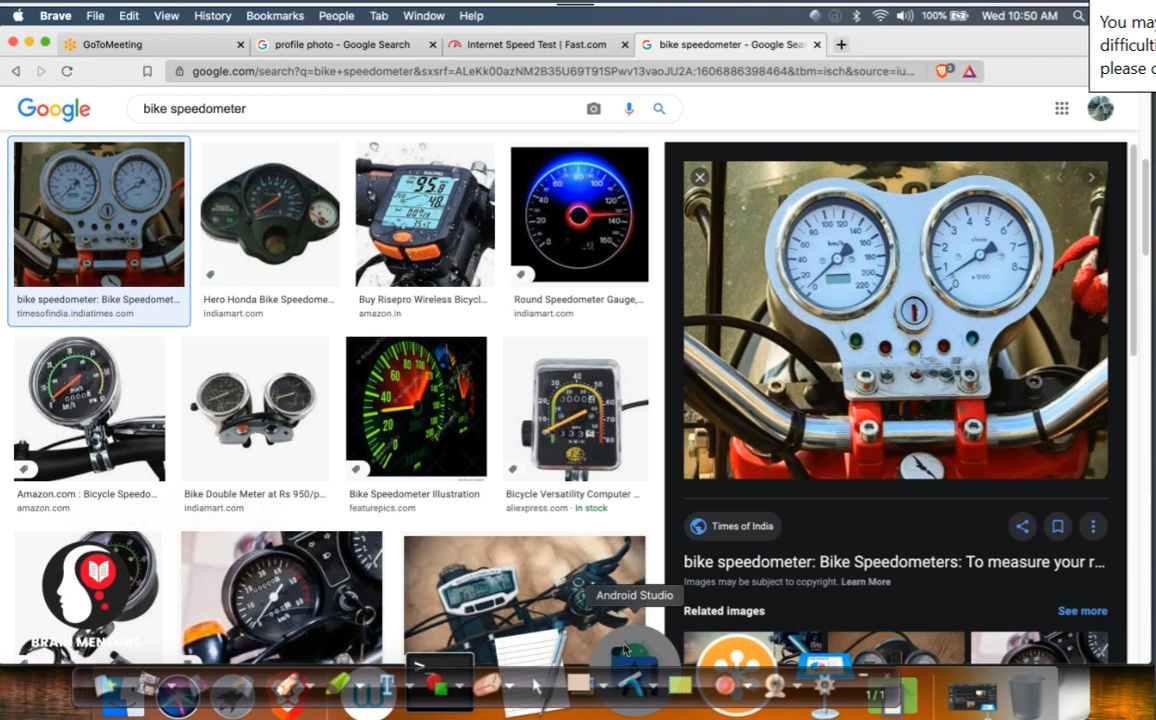 Brave File Edit View History Bookmarks People Tab Window Help
100% Wed 10:50 AM
You may
difficulti
please c
GoToMeeting
profile photo - Google Search
Internet Speed Test | Fast.com
bike speedometer - Google Sea
google.com/search?q=bike+speedometer&sxsrf=ALeKk00azNM2B35U69T91SPwv13vaoJU2A:1606886398464&tbm=isch&source=iu...
Google
bike speedometer
bike speedometer: Bike Speedomet...
timesofindia.indiatimes.com
Hero Honda Bike Speedome...
indiamart.com
Buy Risepro Wireless Bicycl...
amazon.in
Round Speedometer Gauge,...
indiamart.com
Amazon.com : Bicycle Speedo...
amazon.com
Bike Double Meter at Rs 950/p...
indiamart.com
Bike Speedometer Illustration
featurepics.com
Bicycle Versatility Computer ...
aliexpress.com · In stock
BRAIN MENTORS
Android Studio
Times of India
bike speedometer: Bike Speedometers: To measure your r...
Images may be subject to copyright. Learn More
Related images
See more
1/1